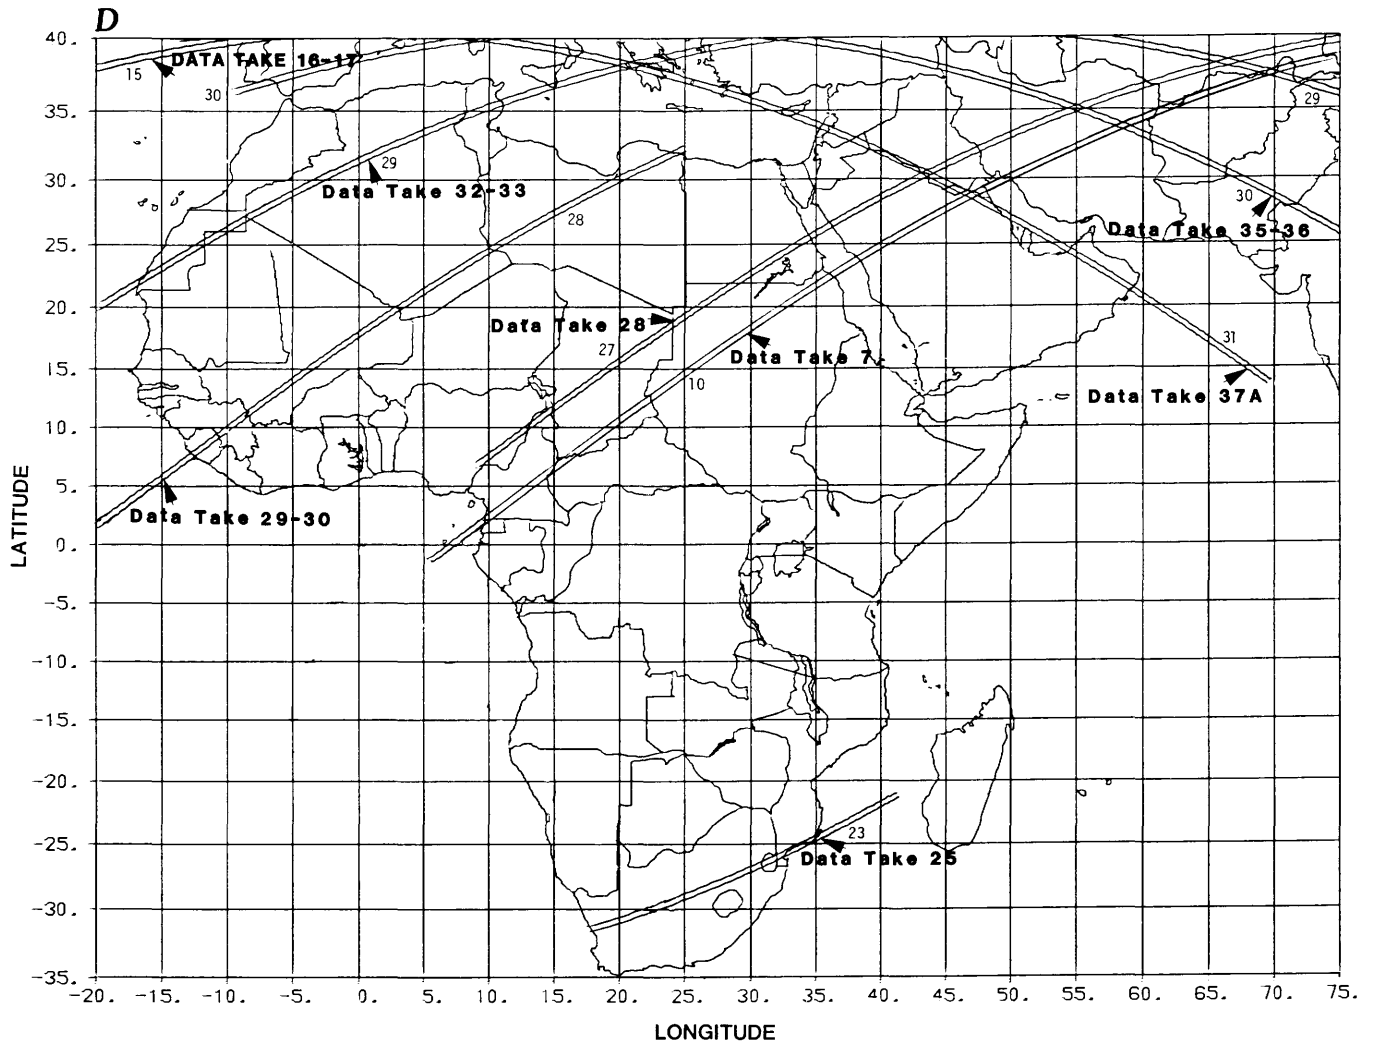 D
40.
DATA TAKE 16-17
15
30
29
35.
29
30.
Data Take 32-33
30
28
Data Take 35-36
25.
20.
Data Take 28
27
31
Data Take 7
15.
10
Data Take 37A
10.
5.
Data Take 29-30
0.
-5.
-10.
-15.
-20.
23
-25.
Data Take 25
-30.
-35.
LATITUDE
-20. -15. -10. -5. 0. 5. 10. 15. 20. 25. 30. 35. 40. 45. 50. 55. 60. 65. 70. 75.
LONGITUDE